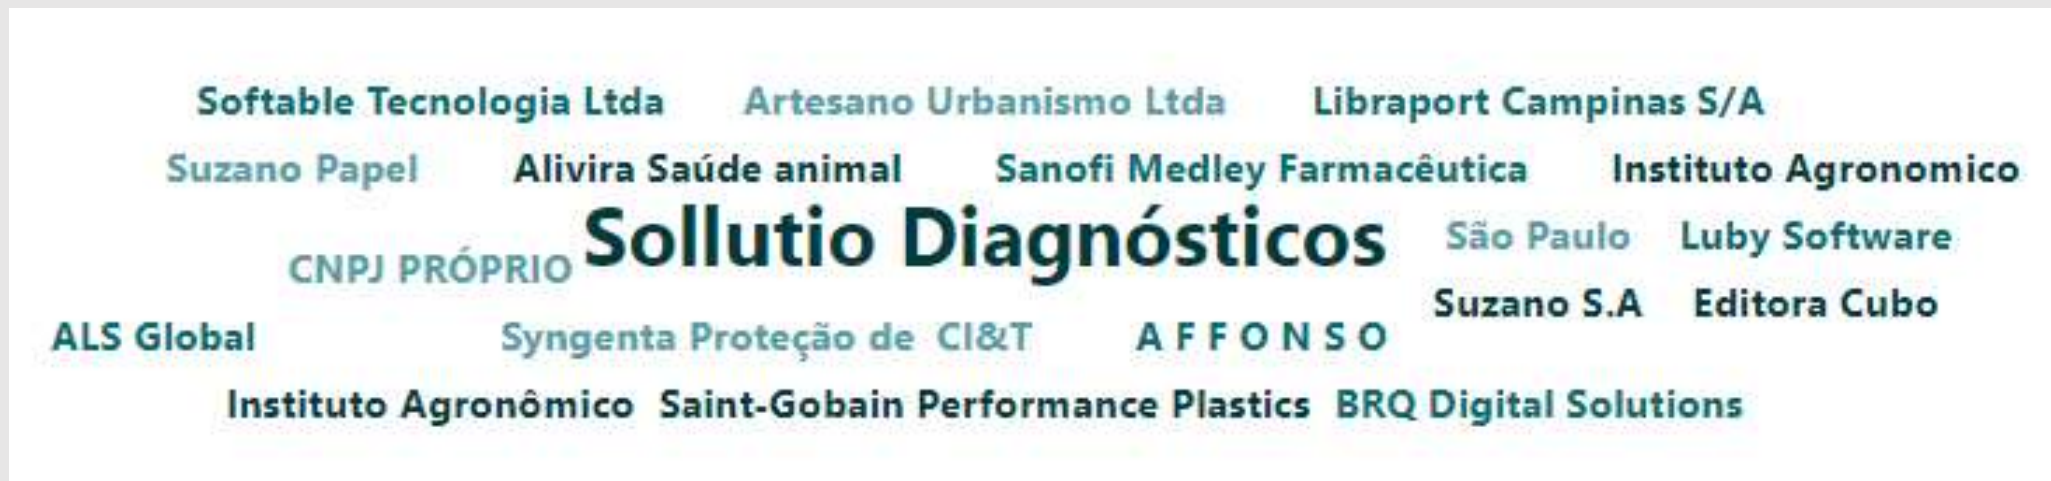 Softable Tecnologia Ltda Artesano Urbanismo Ltda Libraport Campinas S/A
Suzano Papel Alivira Saúde animal Sanofi Medley Farmacêutica Instituto Agronomico
CNPJ PRÓPRIO Sollutio Diagnósticos São Paulo Luby Software
Suzano S.A Editora Cubo
ALS Global Syngenta Proteção de CI&T A F F O N S O
Instituto Agronômico Saint-Gobain Performance Plastics BRQ Digital Solutions